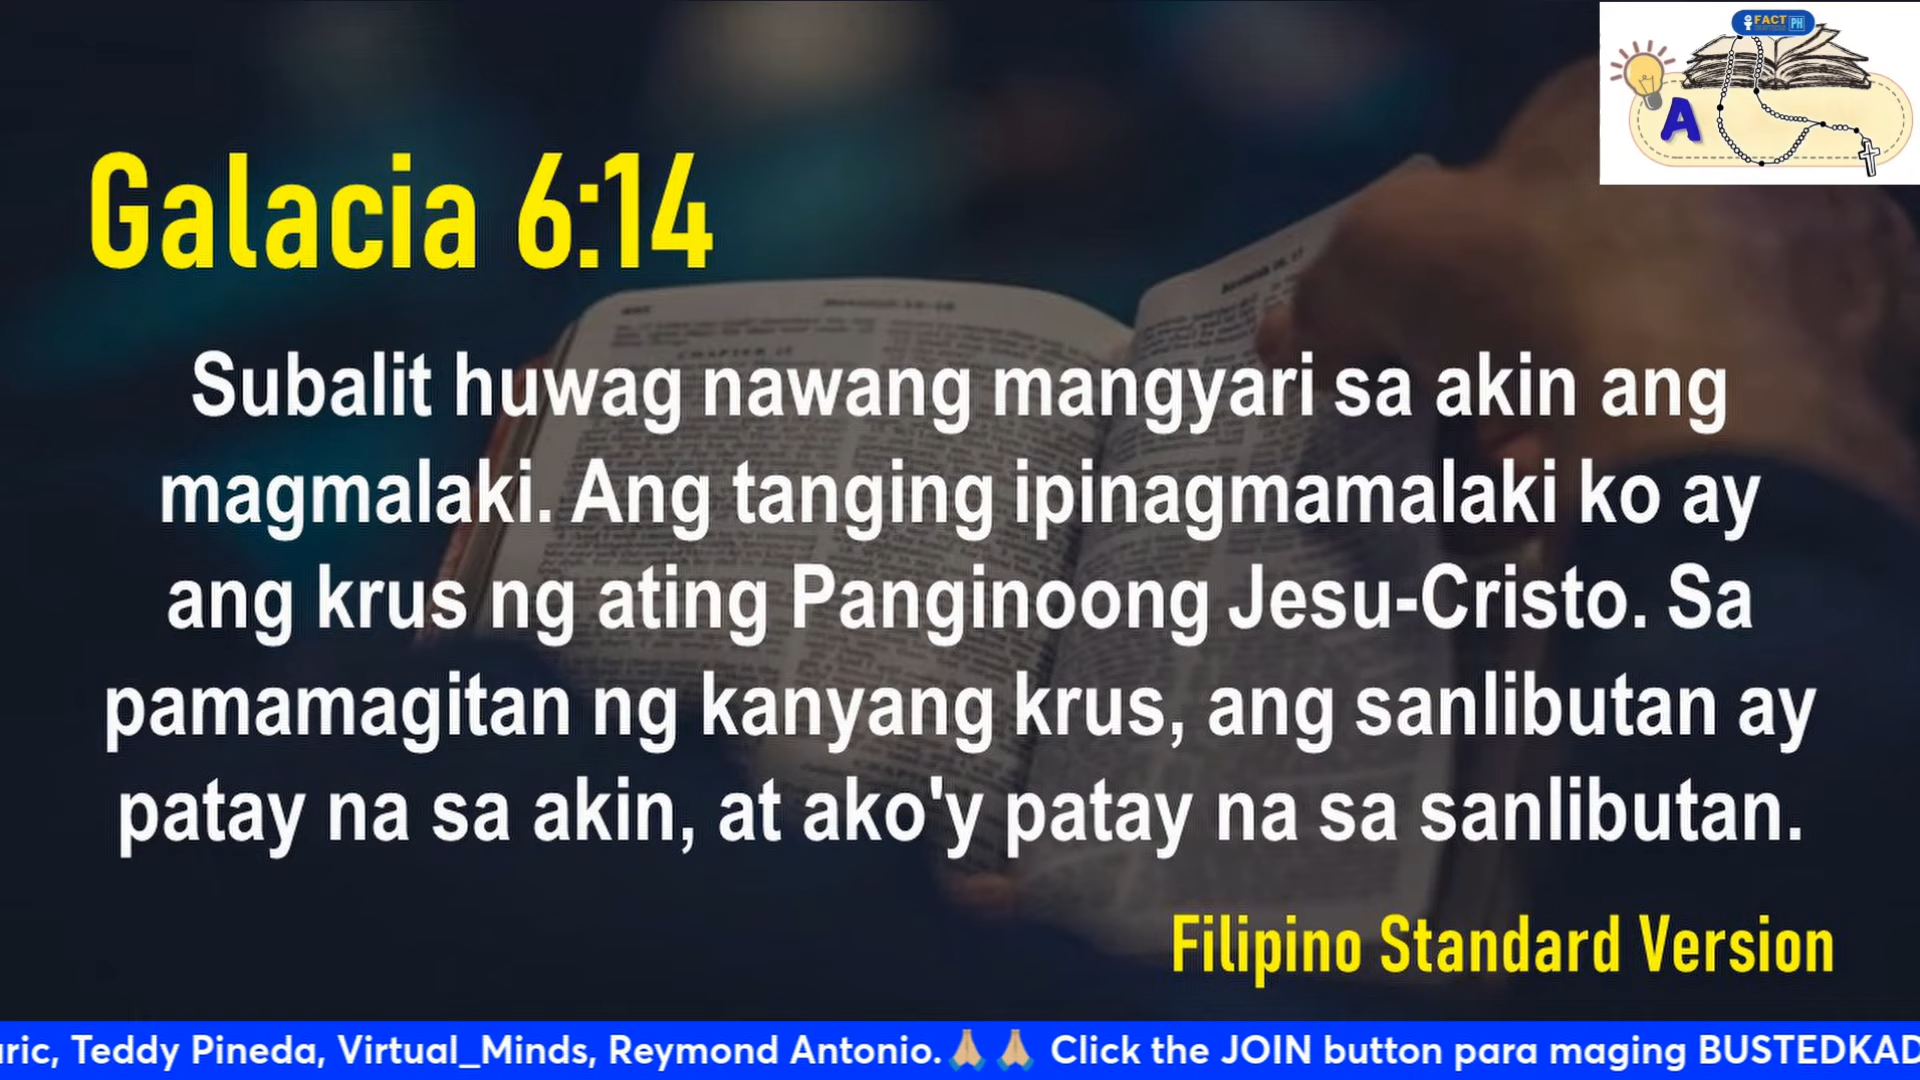 FACT
PH
A
Galacia 6:14
Subalit huwag nawang mangyari sa akin ang
magmalaki. Ang tanging ipinagmamalaki ko ay
ang krus ng ating Panginoong Jesu-Cristo. Sa
pamamagitan ng kanyang krus, ang sanlibutan ay
patay na sa akin, at ako'y patay na sa sanlibutan.
Filipino Standard Version
aric, Teddy Pineda, Virtual_Minds, Reymond Antonio.🙏🏼🙏🏼 Click the JOIN button para maging BUSTEDKAD